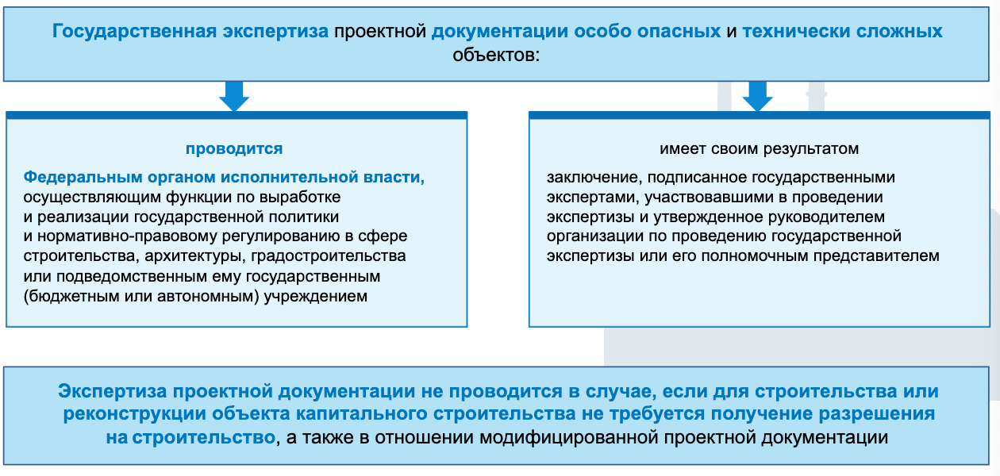 Государственная экспертиза проектной документации особо опасных и технически сложных
объектов:
проводится
Федеральным органом исполнительной власти,
осуществляющим функции по выработке
и реализации государственной политики
и нормативно-правовому регулированию в сфере
строительства, архитектуры, градостроительства
или подведомственным ему государственным
(бюджетным или автономным) учреждением
имеет своим результатом
заключение, подписанное государственными
экспертами, участвовавшими в проведении
экспертизы и утвержденное руководителем
организации по проведению государственной
экспертизы или его полномочным представителем
Экспертиза проектной документации не проводится в случае, если для строительства или
реконструкции объекта капитального строительства не требуется получение разрешения
на строительство, а также в отношении модифицированной проектной документации